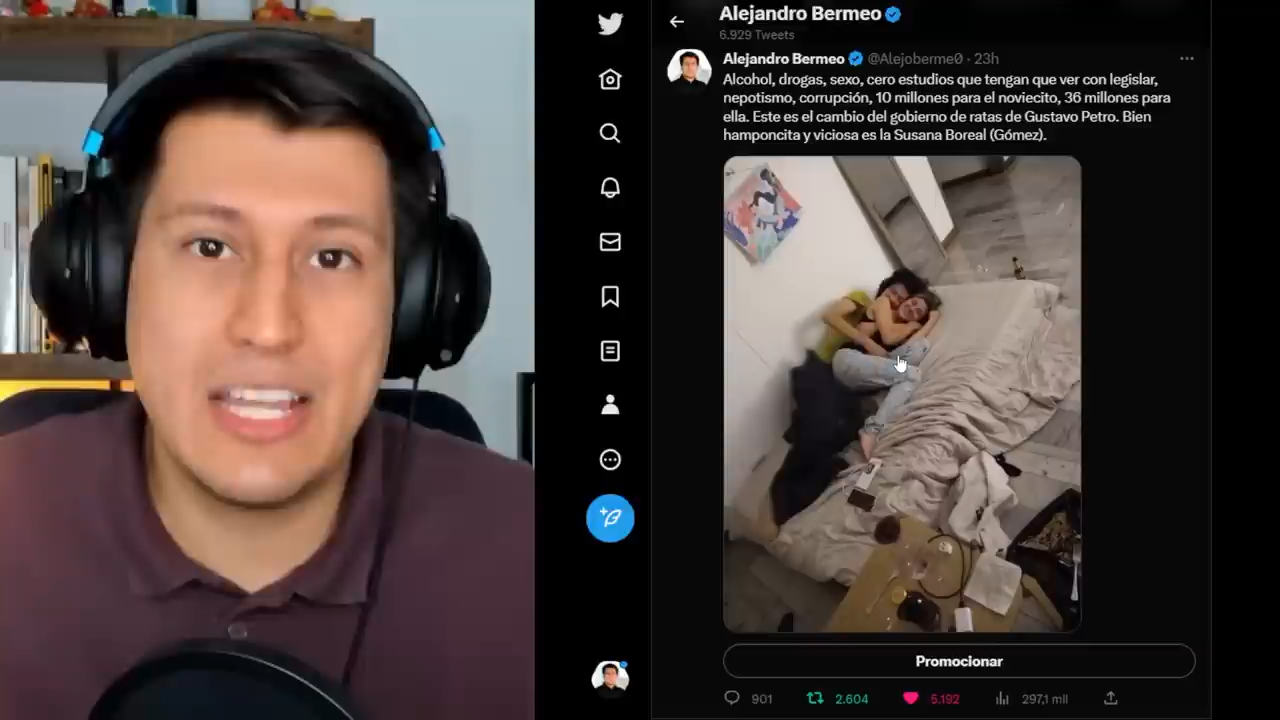 Alejandro Bermeo
6.929 Tweets
Alejandro Bermeo @Alejoberme0 · 23h
Alcohol, drogas, sexo, cero estudios que tengan que ver con legislar,
nepotismo, corrupción, 10 millones para el noviecito, 36 millones para
ella. Este es el cambio del gobierno de ratas de Gustavo Petro. Bien
hamponcita y viciosa es la Susana Boreal (Gómez).
Promocionar
901 2.604 5.192 297,1 mil